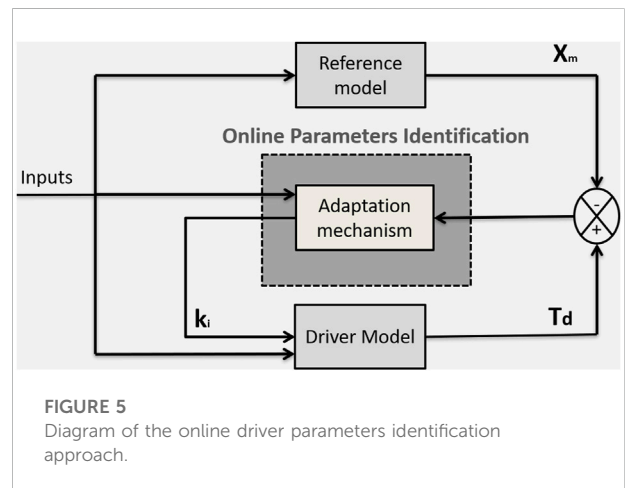 Reference
model
Xm
Online Parameters Identification
Inputs
Adaptation
mechanism
-
+
ki
Driver Model
Td
FIGURE 5
Diagram of the online driver parameters identification
approach.